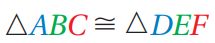 △ABC ≅ △DEF